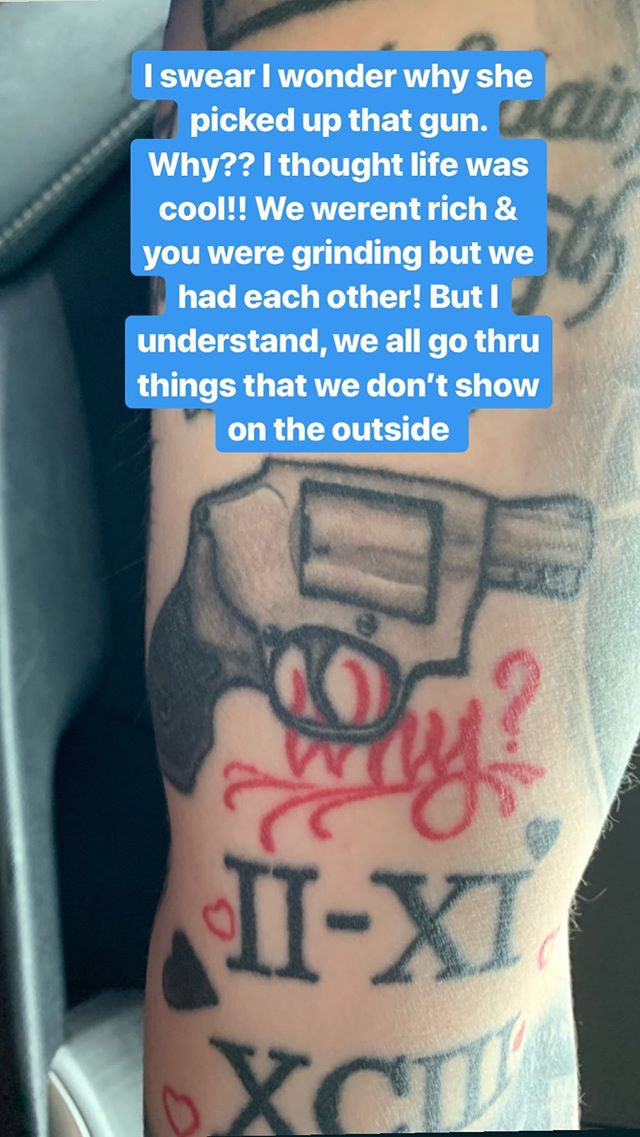 I swear I wonder why she
picked up that gun.
Why?? I thought life was
cool!! We werent rich &
you were grinding but we
had each other! But I
understand, we all go thru
things that we don’t show
on the outside
Why?
II-XI
XCIII